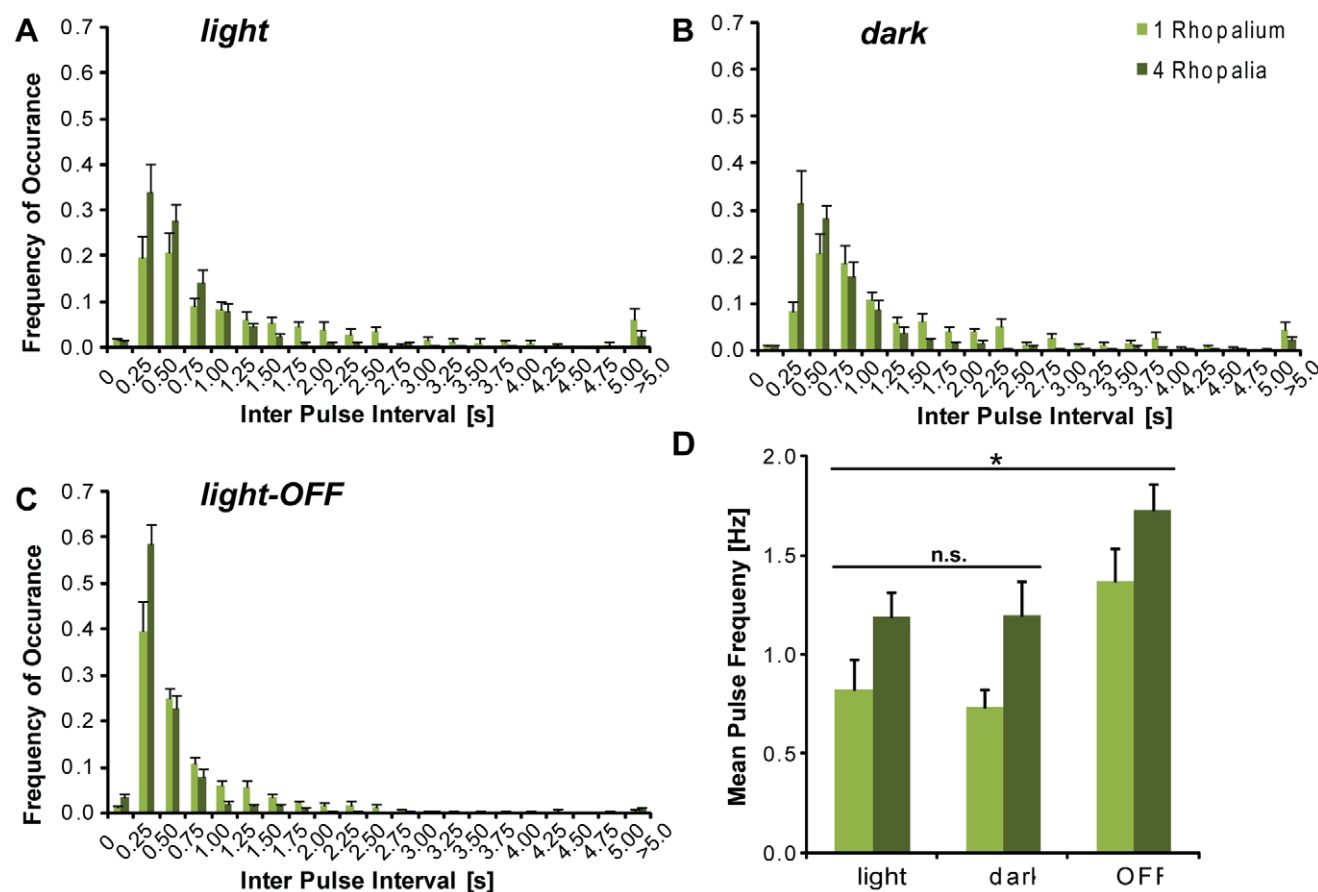 A
light
0.7
0.6
0.5
0.4
0.3
0.2
0.1
0.0
Frequency of Occurance
0 0.25 0.50 0.75 1.00 1.25 1.50 1.75 2.00 2.25 2.50 2.75 3.00 3.25 3.50 3.75 4.00 4.25 4.50 4.75 5.00 >5.0
Inter Pulse Interval [s]
B
dark
1 Rhopalium
4 Rhopalia
0.7
0.6
0.5
0.4
0.3
0.2
0.1
0.0
0 0.25 0.50 0.75 1.00 1.25 1.50 1.75 2.00 2.25 2.50 2.75 3.00 3.25 3.50 3.75 4.00 4.25 4.50 4.75 5.00 >5.0
Inter Pulse Interval [s]
C
light-OFF
0.7
0.6
0.5
0.4
0.3
0.2
0.1
0.0
Frequency of Occurance
0 0.25 0.50 0.75 1.00 1.25 1.50 1.75 2.00 2.25 2.50 2.75 3.00 3.25 3.50 3.75 4.00 4.25 4.50 4.75 5.00 >5.0
Inter Pulse Interval [s]
D
2.0
1.5
1.0
0.5
0.0
Mean Pulse Frequeny [Hz]
*
n.s.
light dark OFF